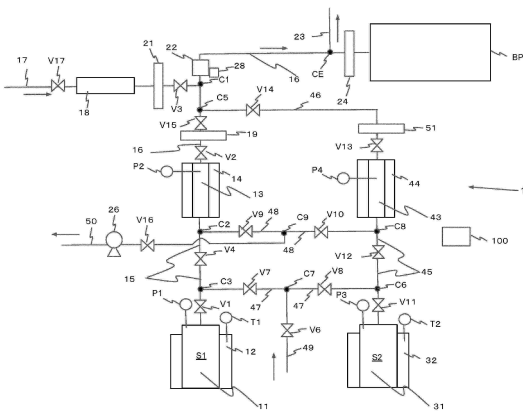 23
21
22
17
V17
28
BP
16
CE
24
18
V3
C1
C5
V14
46
V15
51
16
19
V2
V13
P2
14
P4
44
1
13
43
26
C2
V9
48
C9
V10
C8
50
V16
48
100
V4
V12
15
45
C3
V7
C7
V8
C6
P1
47
47
P3
V11
V1
T1
V6
T2
S1
12
49
S2
32
11
31